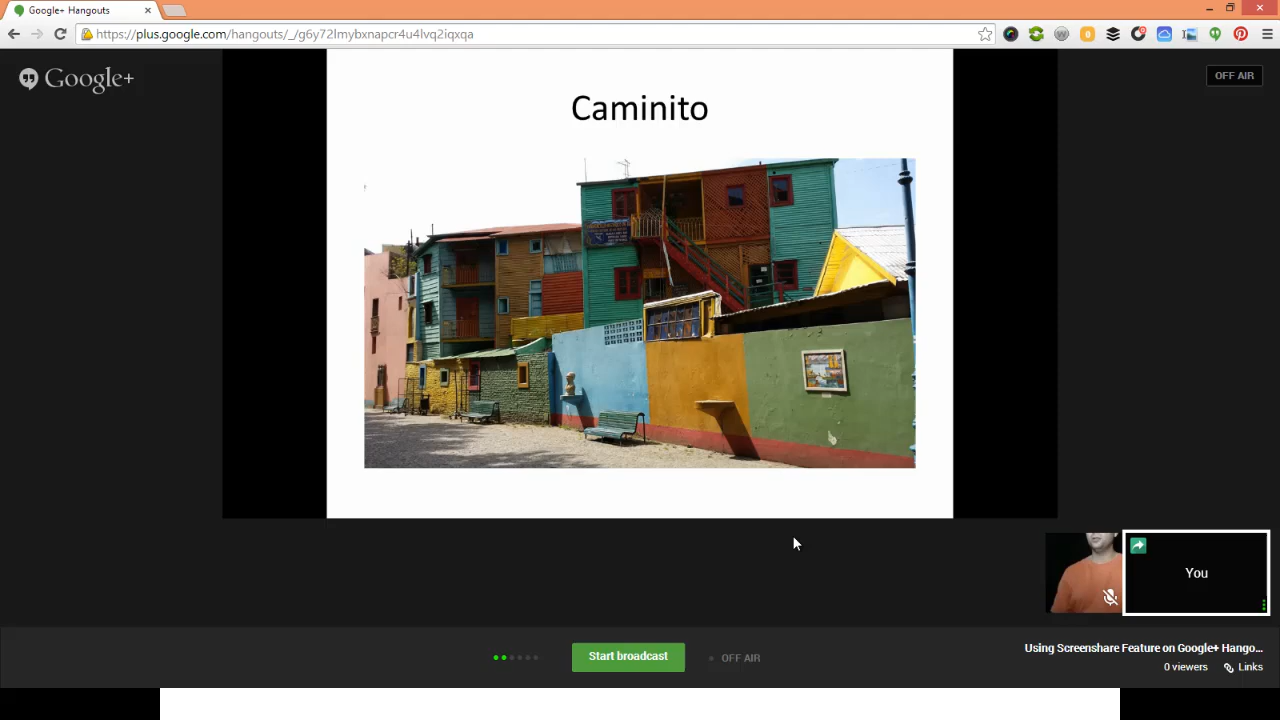 Google+ Hangouts
https://plus.google.com/hangouts/_/g6y72lmybxnapcr4u4lvq2iqxqa
Google+
OFF AIR
Caminito
You
Start broadcast
OFF AIR
Using Screenshare Feature on Google+ Hango...
0 viewers
Links